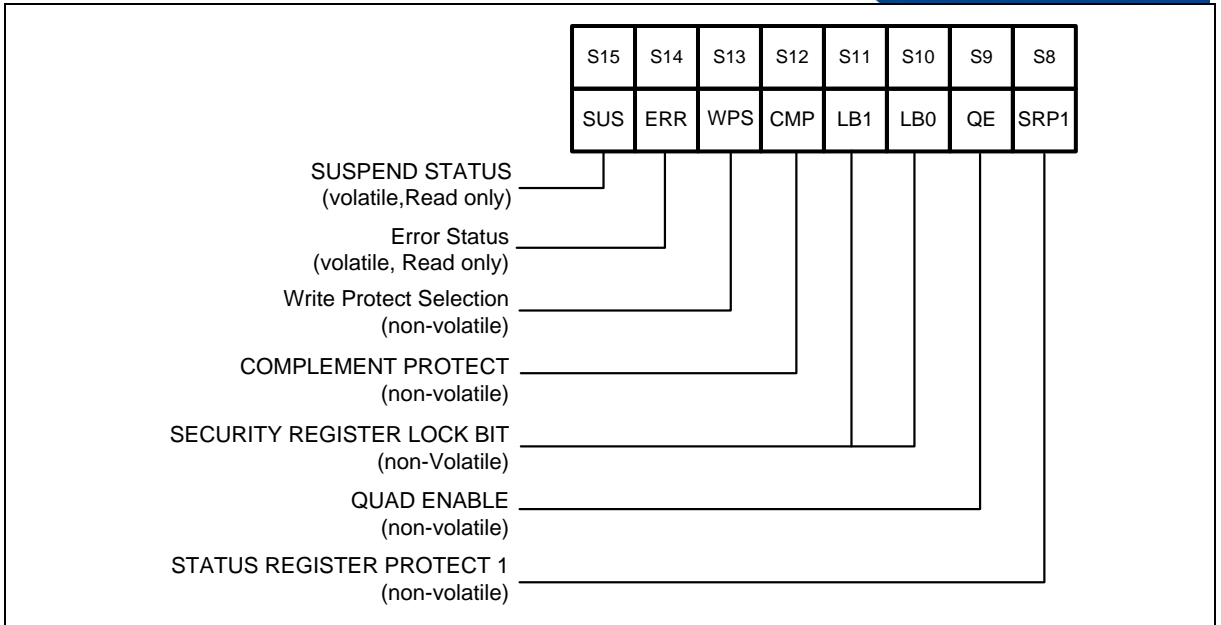 S15 S14 S13 S12 S11 S10 S9 S8
SUS ERR WPS CMP LB1 LB0 QE SRP1
SUSPEND STATUS
(volatile,Read only)
Error Status
(volatile, Read only)
Write Protect Selection
(non-volatile)
COMPLEMENT PROTECT
(non-volatile)
SECURITY REGISTER LOCK BIT
(non-Volatile)
QUAD ENABLE
(non-volatile)
STATUS REGISTER PROTECT 1
(non-volatile)